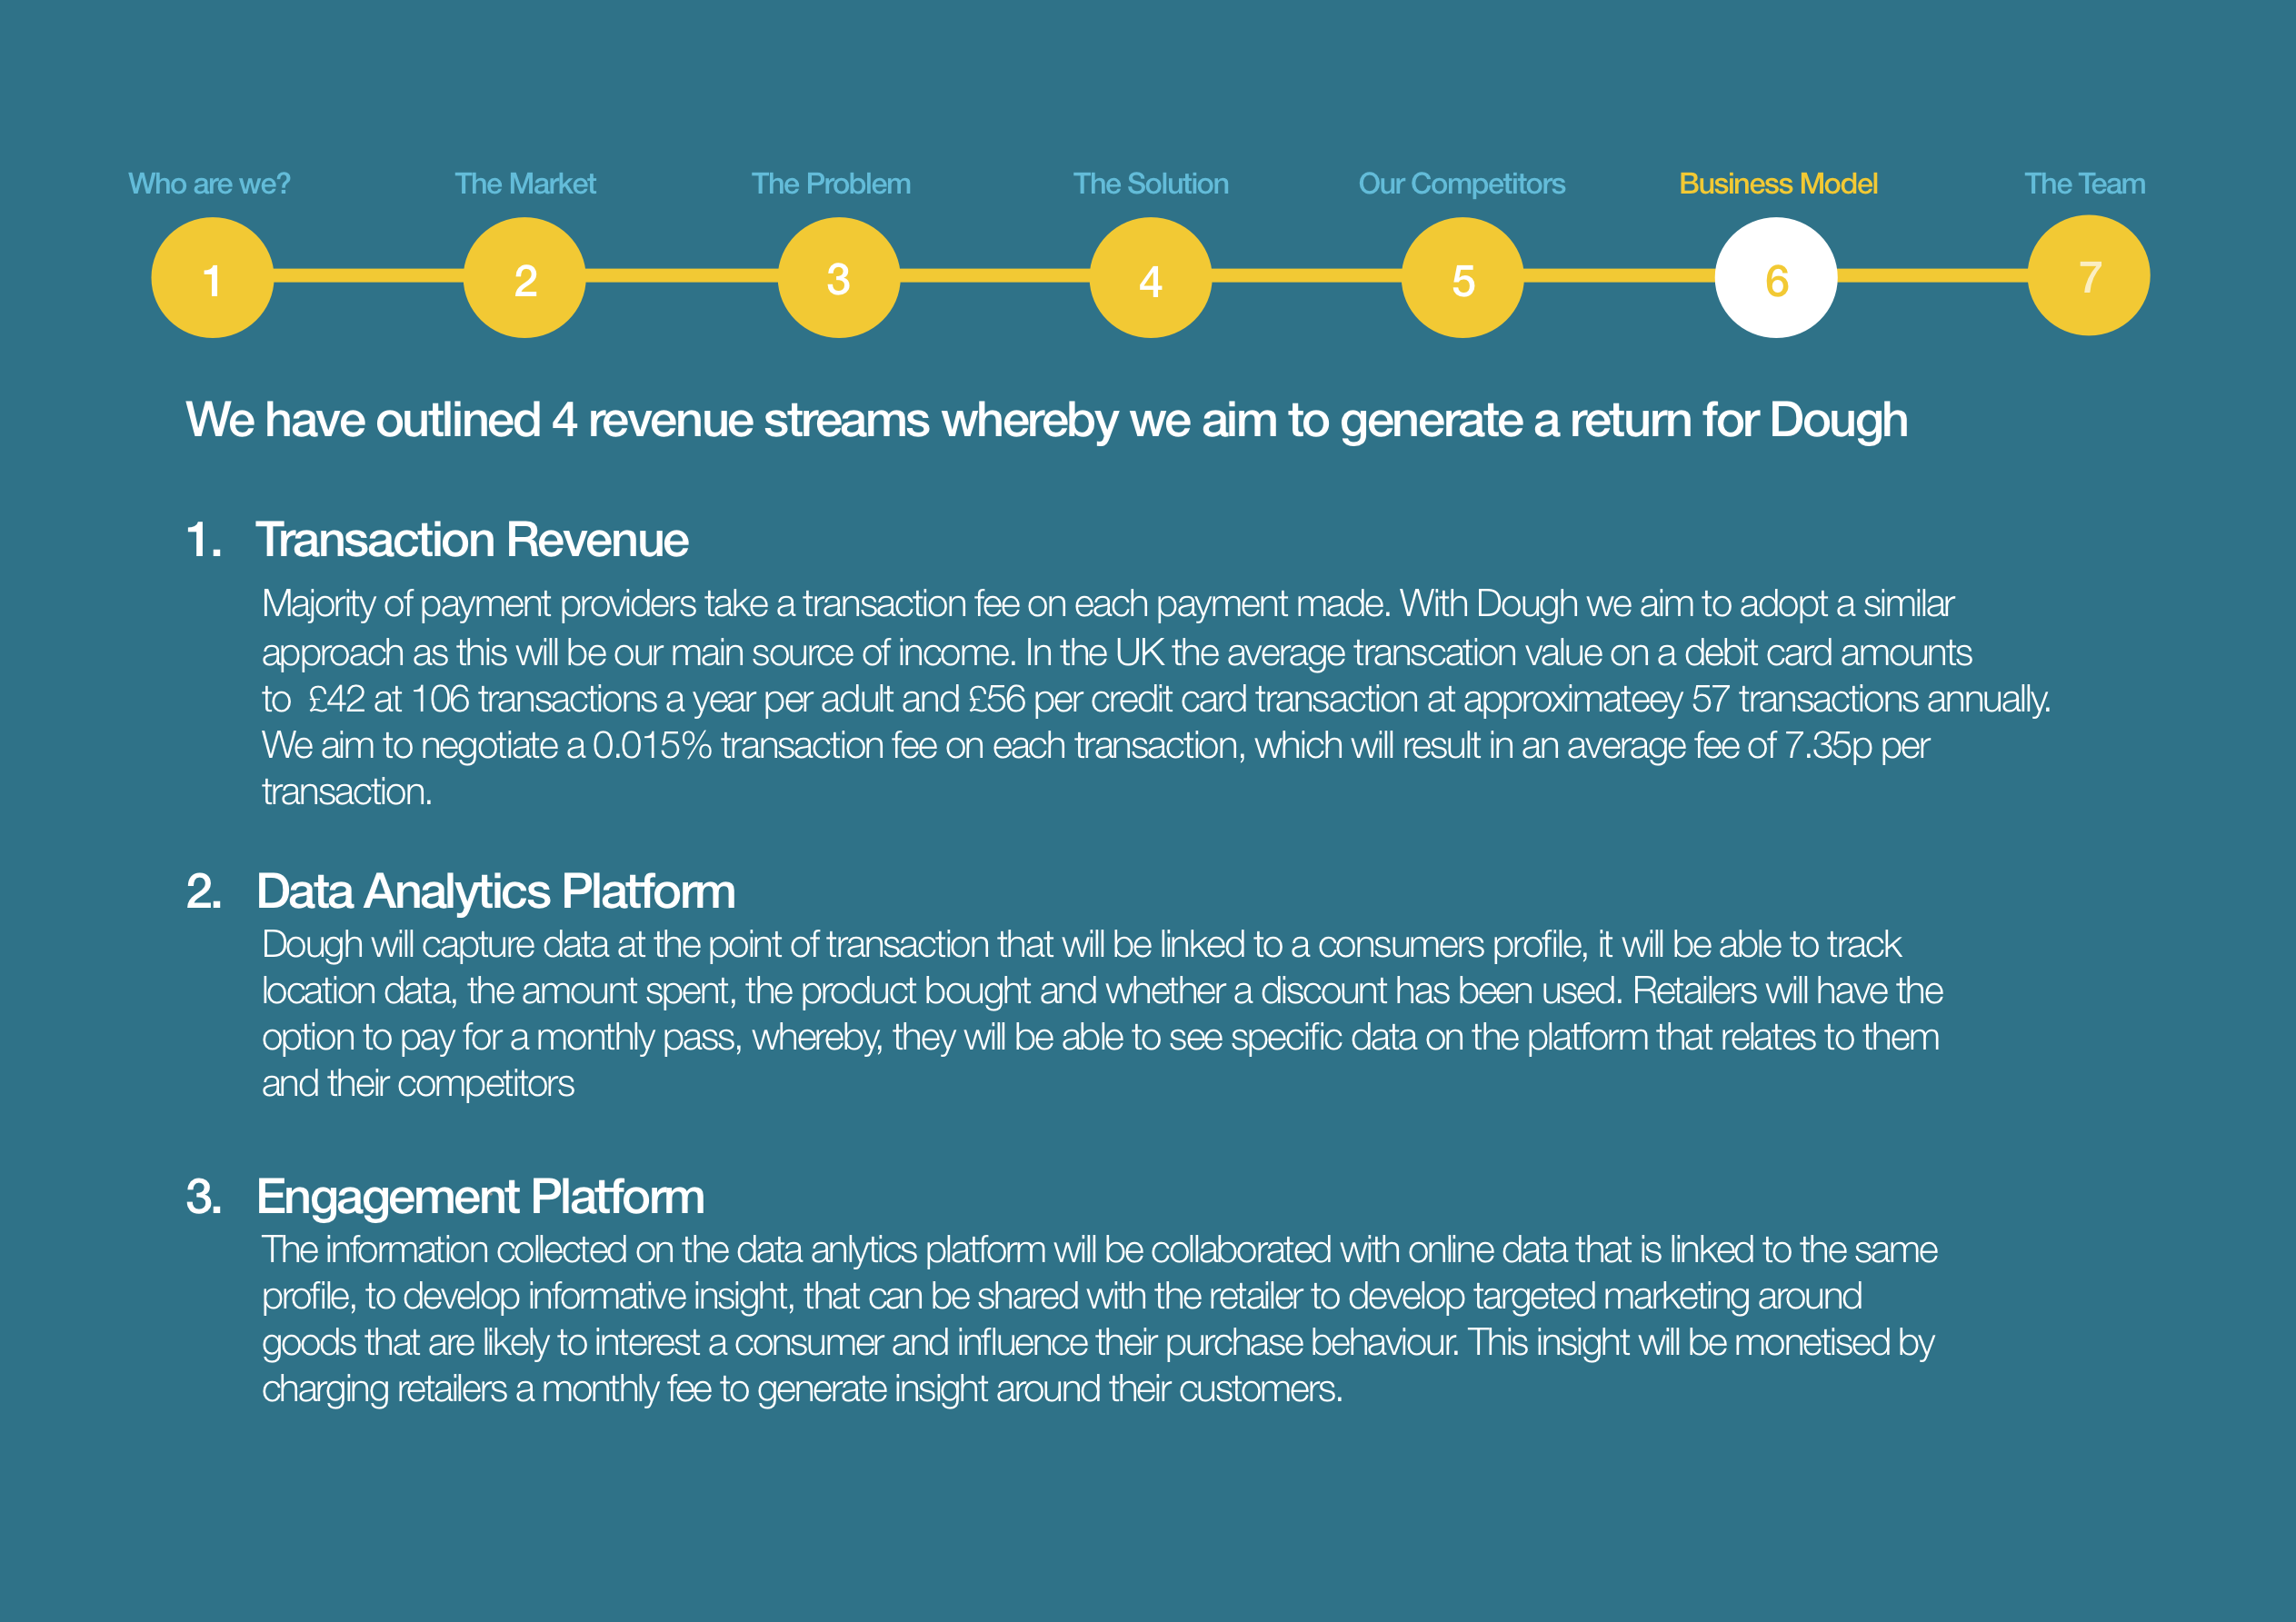 Who are we?
The Market
The Problem
The Solution
Our Competitors
Business Model
The Team
1
2
3
4
5
6
7
We have outlined 4 revenue streams whereby we aim to generate a return for Dough
1. Transaction Revenue
Majority of payment providers take a transaction fee on each payment made. With Dough we aim to adopt a similar
approach as this will be our main source of income. In the UK the average transcation value on a debit card amounts
to £42 at 106 transactions a year per adult and £56 per credit card transaction at approximateey 57 transactions annually.
We aim to negotiate a 0.015% transaction fee on each transaction, which will result in an average fee of 7.35p per
transaction.
2. Data Analytics Platform
Dough will capture data at the point of transaction that will be linked to a consumers profile, it will be able to track
location data, the amount spent, the product bought and whether a discount has been used. Retailers will have the
option to pay for a monthly pass, whereby, they will be able to see specific data on the platform that relates to them
and their competitors
3. Engagement Platform
The information collected on the data anlytics platform will be collaborated with online data that is linked to the same
profile, to develop informative insight, that can be shared with the retailer to develop targeted marketing around
goods that are likely to interest a consumer and influence their purchase behaviour. This insight will be monetised by
charging retailers a monthly fee to generate insight around their customers.